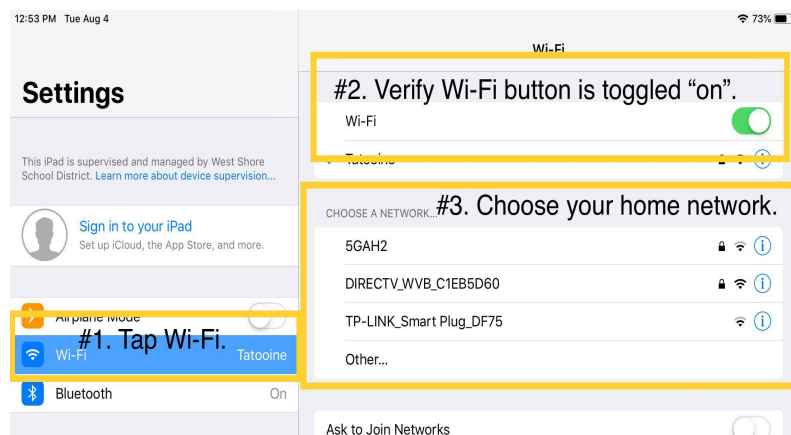 12:53 PM Tue Aug 4
73%
Settings
This iPad is supervised and managed by West Shore
School District. Learn more about device supervision...
Sign in to your iPad
Set up iCloud, the App Store, and more.
Airplane Mode
#1. Tap Wi-Fi.
Wi-Fi Tatooine
Bluetooth On
Wi-Fi
#2. Verify Wi-Fi button is toggled “on”.
Wi-Fi
Tatooine
CHOOSE A NETWORK...
#3. Choose your home network.
5GAH2
DIRECTV_WVB_C1EB5D60
TP-LINK_Smart Plug_DF75
Other...
Ask to Join Networks